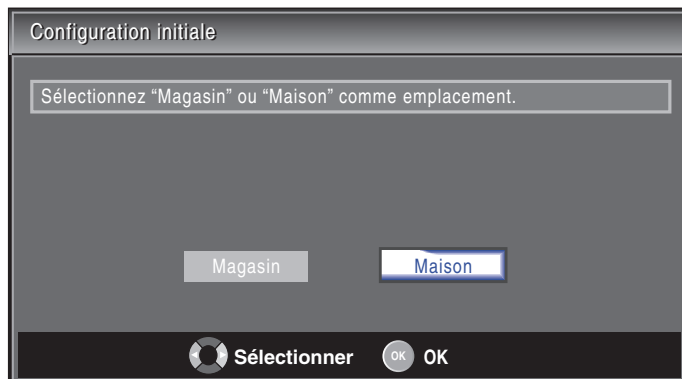 Configuration initiale
Sélectionnez “Magasin” ou “Maison” comme emplacement.
Magasin Maison
Sélectionner OK OK